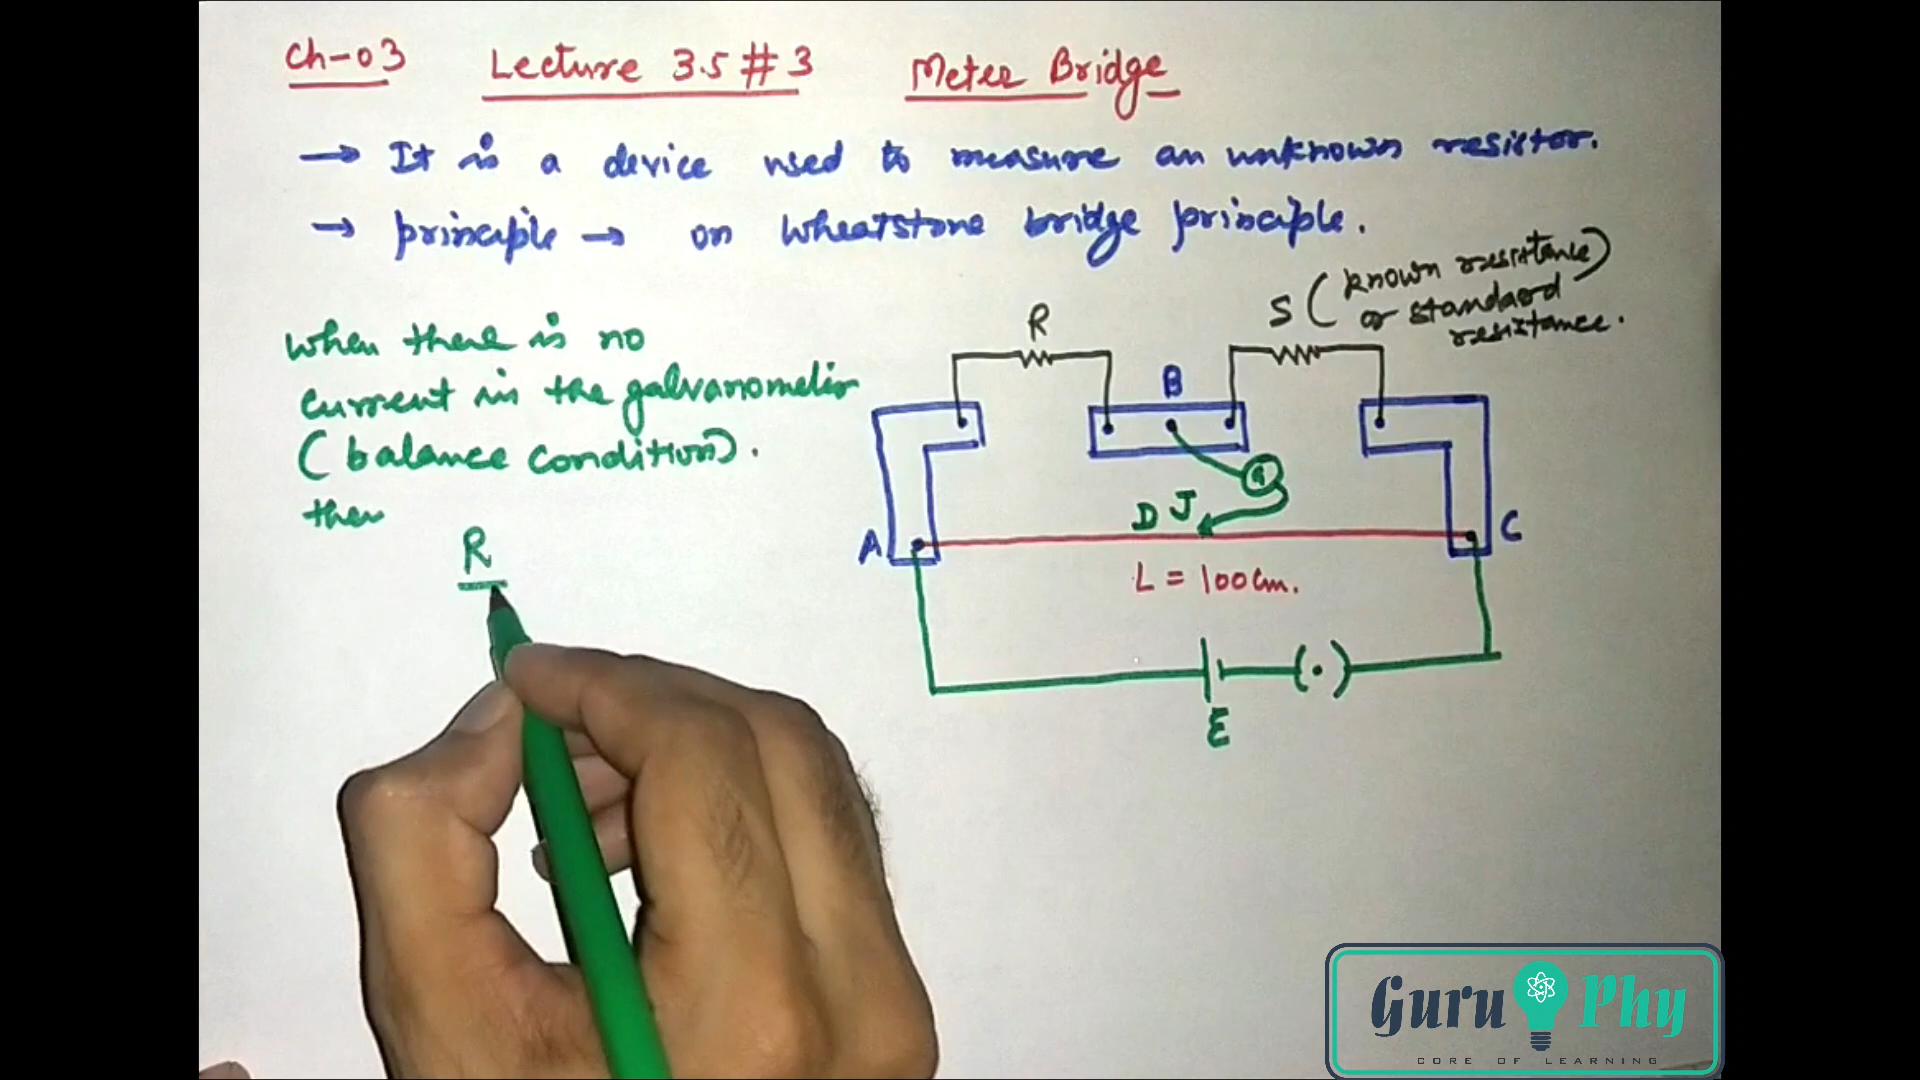 Ch-03 Lecture 3.5 # 3 Meter Bridge
→ It is a device used to measure an unknown resistor.
→ principle → on wheatstone bridge principle.
S (known resistance)
or standard
resistance.
R
when there is no
current in the galvanometer
(balance condition).
then
R
B
G
D J
A
C
L = 100 cm.
E
Guru Phy
CORE OF LEARNING